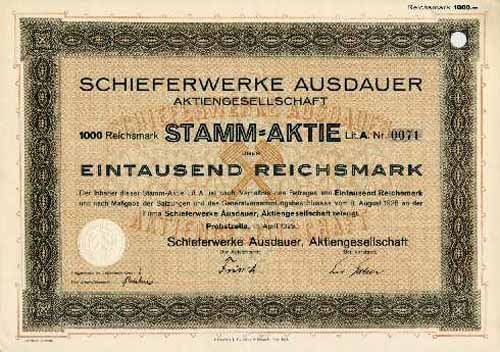 Reichsmark 1000.—
SCHIEFERWERKE AUSDAUER
AKTIENGESELLSCHAFT
1000 Reichsmark STAMM=AKTIE Lit. A. Nr. 0071
ÜBER
EINTAUSEND REICHSMARK
Der Inhaber dieser Stamm-Aktie Lit. A. ist nach Verhältnis des Betrages von Eintausend Reichsmark
und nach Maßgabe der Satzungen und des Generalversammlungsbeschlusses vom 9. August 1928 an der
Firma Schieferwerke Ausdauer, Aktiengesellschaft beteiligt.
Probstzella, April 1929.
Schieferwerke Ausdauer, Aktiengesellschaft
Der Aufsichtsrat: Der Vorstand: